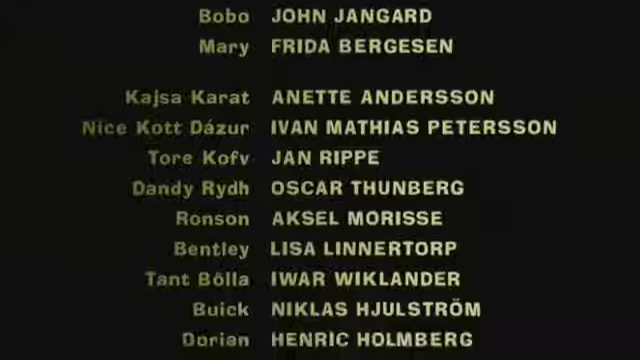 Bobo JOHN JANGARD
Mary FRIDA BERGESEN
Kajsa Karat ANETTE ANDERSSON
Nice Kott Dázur IVAN MATHIAS PETERSSON
Tore Kofv JAN RIPPE
Dandy Rydh OSCAR THUNBERG
Ronson AKSEL MORISSE
Bentley LISA LINNERTORP
Tant Bölla IWAR WIKLANDER
Buick NIKLAS HJULSTRÖM
Dorian HENRIC HOLMBERG